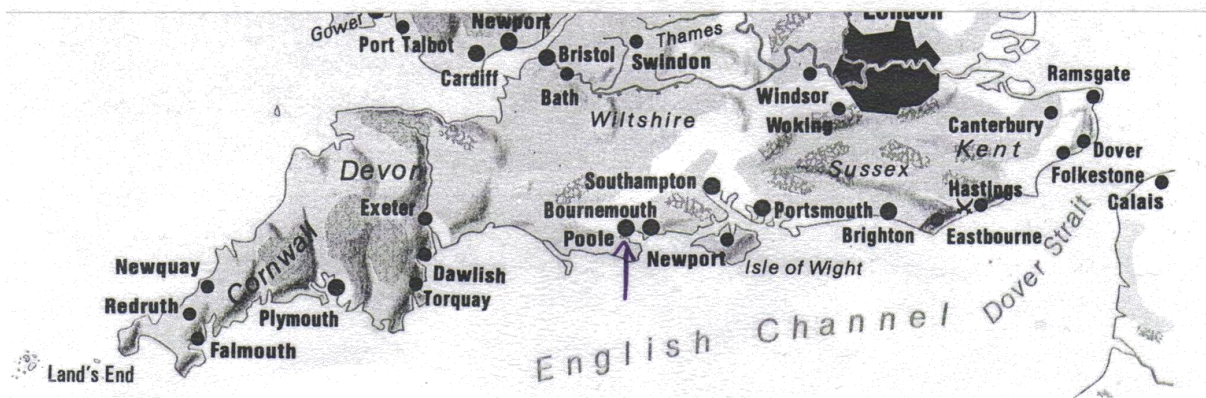 Gower
Port Talbot
Newport
Cardiff
Bristol
Bath
Swindon
Thames
London
Windsor
Woking
Wiltshire
Ramsgate
Canterbury
Kent
Dover
Folkestone
Calais
Devon
Exeter
Southampton
Bournemouth
Poole
Sussex
Hastings
Portsmouth
Brighton
Eastbourne
Newport
Isle of Wight
Dover Strait
Dawlish
Torquay
Newquay
Cornwall
Redruth
Plymouth
Falmouth
Land's End
English Channel